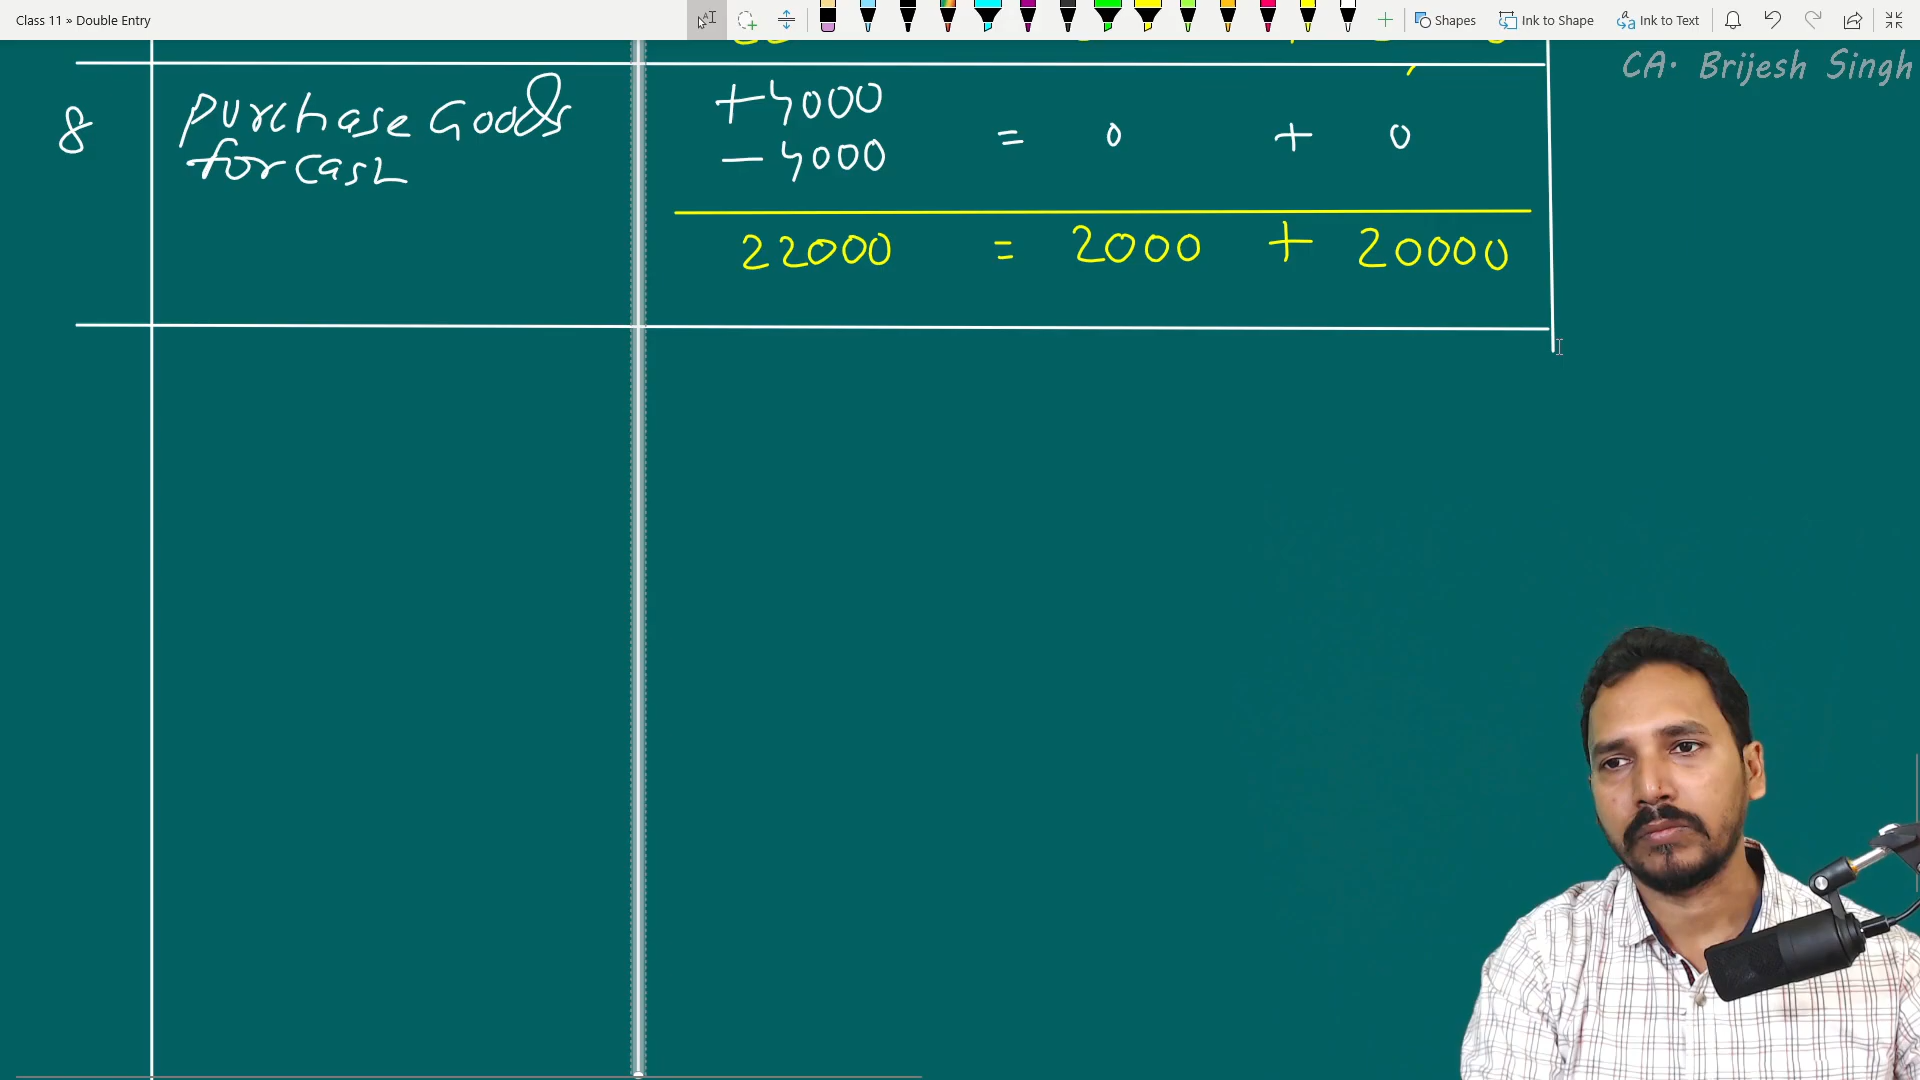 Class 11 » Double Entry
Shapes
Ink to Shape
Ink to Text
CA. Brijesh Singh
8
Purchase Goods
for cash
+4000
-4000
= 0 + 0
22000 = 2000 + 20000